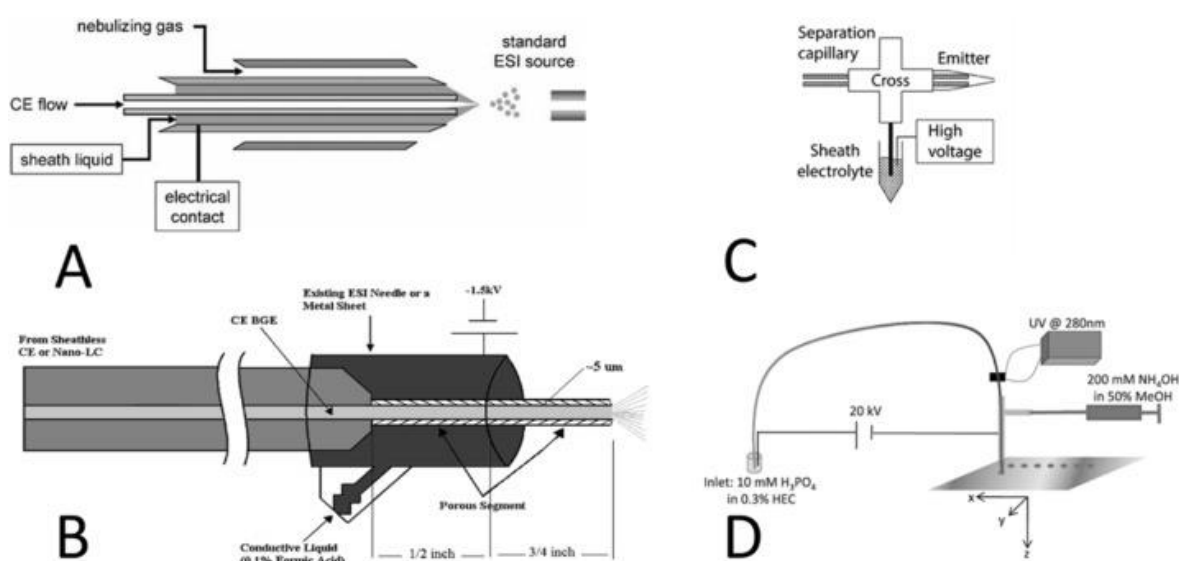 nebulizing gas
standard
ESI source
CE flow
sheath liquid
electrical
contact
A
Separation
capillary
Emitter
Cross
High
voltage
Sheath
electrolyte
C
Existing ESI Needle or a
Metal Sheet
-1.5kV
CE BGE
From Sheathless
CE or Nano-LC
~5 um
Porous Segment
Conductive Liquid
(0.1% Formic Acid)
1/2 inch
3/4 inch
B
UV @ 280nm
200 mM NH₄OH
in 50% MeOH
20 kV
Inlet: 10 mM H₃PO₄
in 0.3% HEC
x
y
z
D